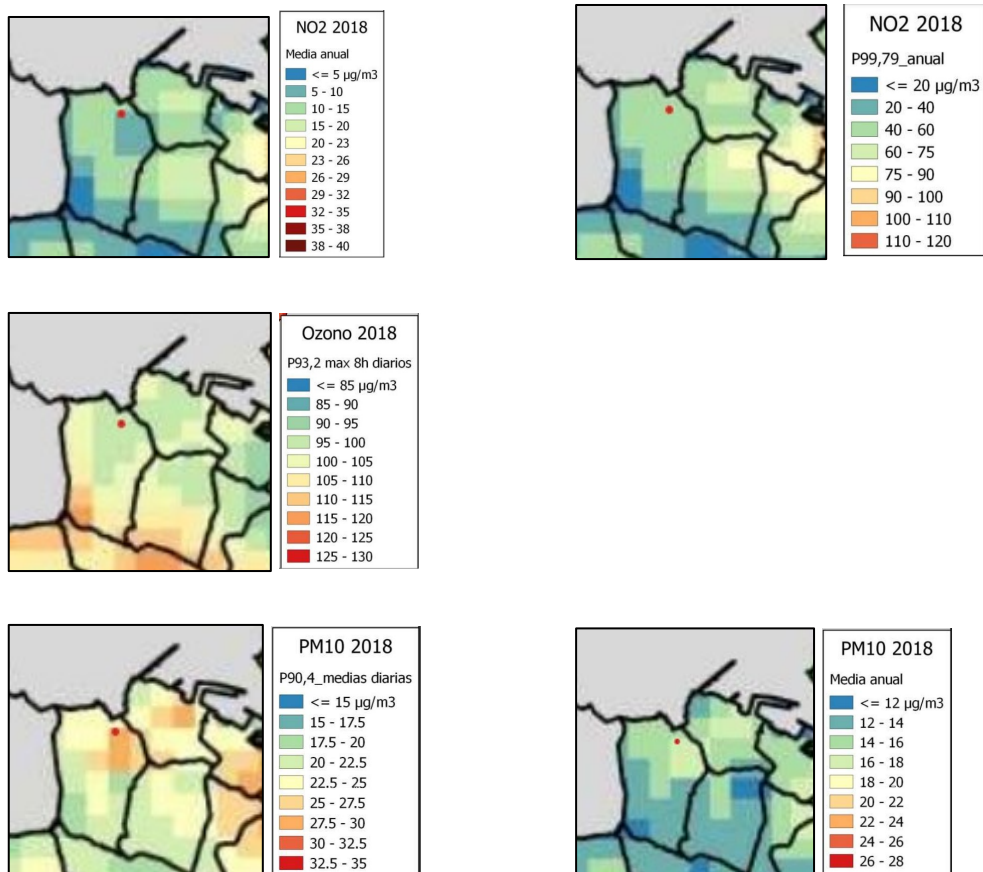 NO2 2018
Media anual
<= 5 µg/m3
5 - 10
10 - 15
15 - 20
20 - 23
23 - 26
26 - 29
29 - 32
32 - 35
35 - 38
38 - 40
NO2 2018
P99,79_anual
<= 20 µg/m3
20 - 40
40 - 60
60 - 75
75 - 90
90 - 100
100 - 110
110 - 120
Ozono 2018
P93,2 max 8h diarios
<= 85 µg/m3
85 - 90
90 - 95
95 - 100
100 - 105
105 - 110
110 - 115
115 - 120
120 - 125
125 - 130
PM10 2018
P90,4_medias diarias
<= 15 µg/m3
15 - 17.5
17.5 - 20
20 - 22.5
22.5 - 25
25 - 27.5
27.5 - 30
30 - 32.5
32.5 - 35
PM10 2018
Media anual
<= 12 µg/m3
12 - 14
14 - 16
16 - 18
18 - 20
20 - 22
22 - 24
24 - 26
26 - 28